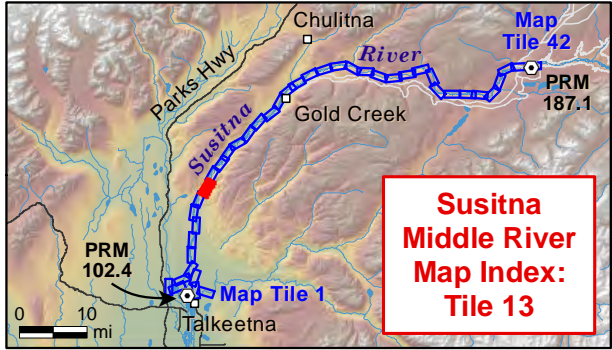 Chulitna
Map
Tile 42
Parks Hwy
River
PRM
187.1
Gold Creek
Susitna
Susitna
Middle River
Map Index:
Tile 13
PRM
102.4
Map Tile 1
0 10
mi
Talkeetna